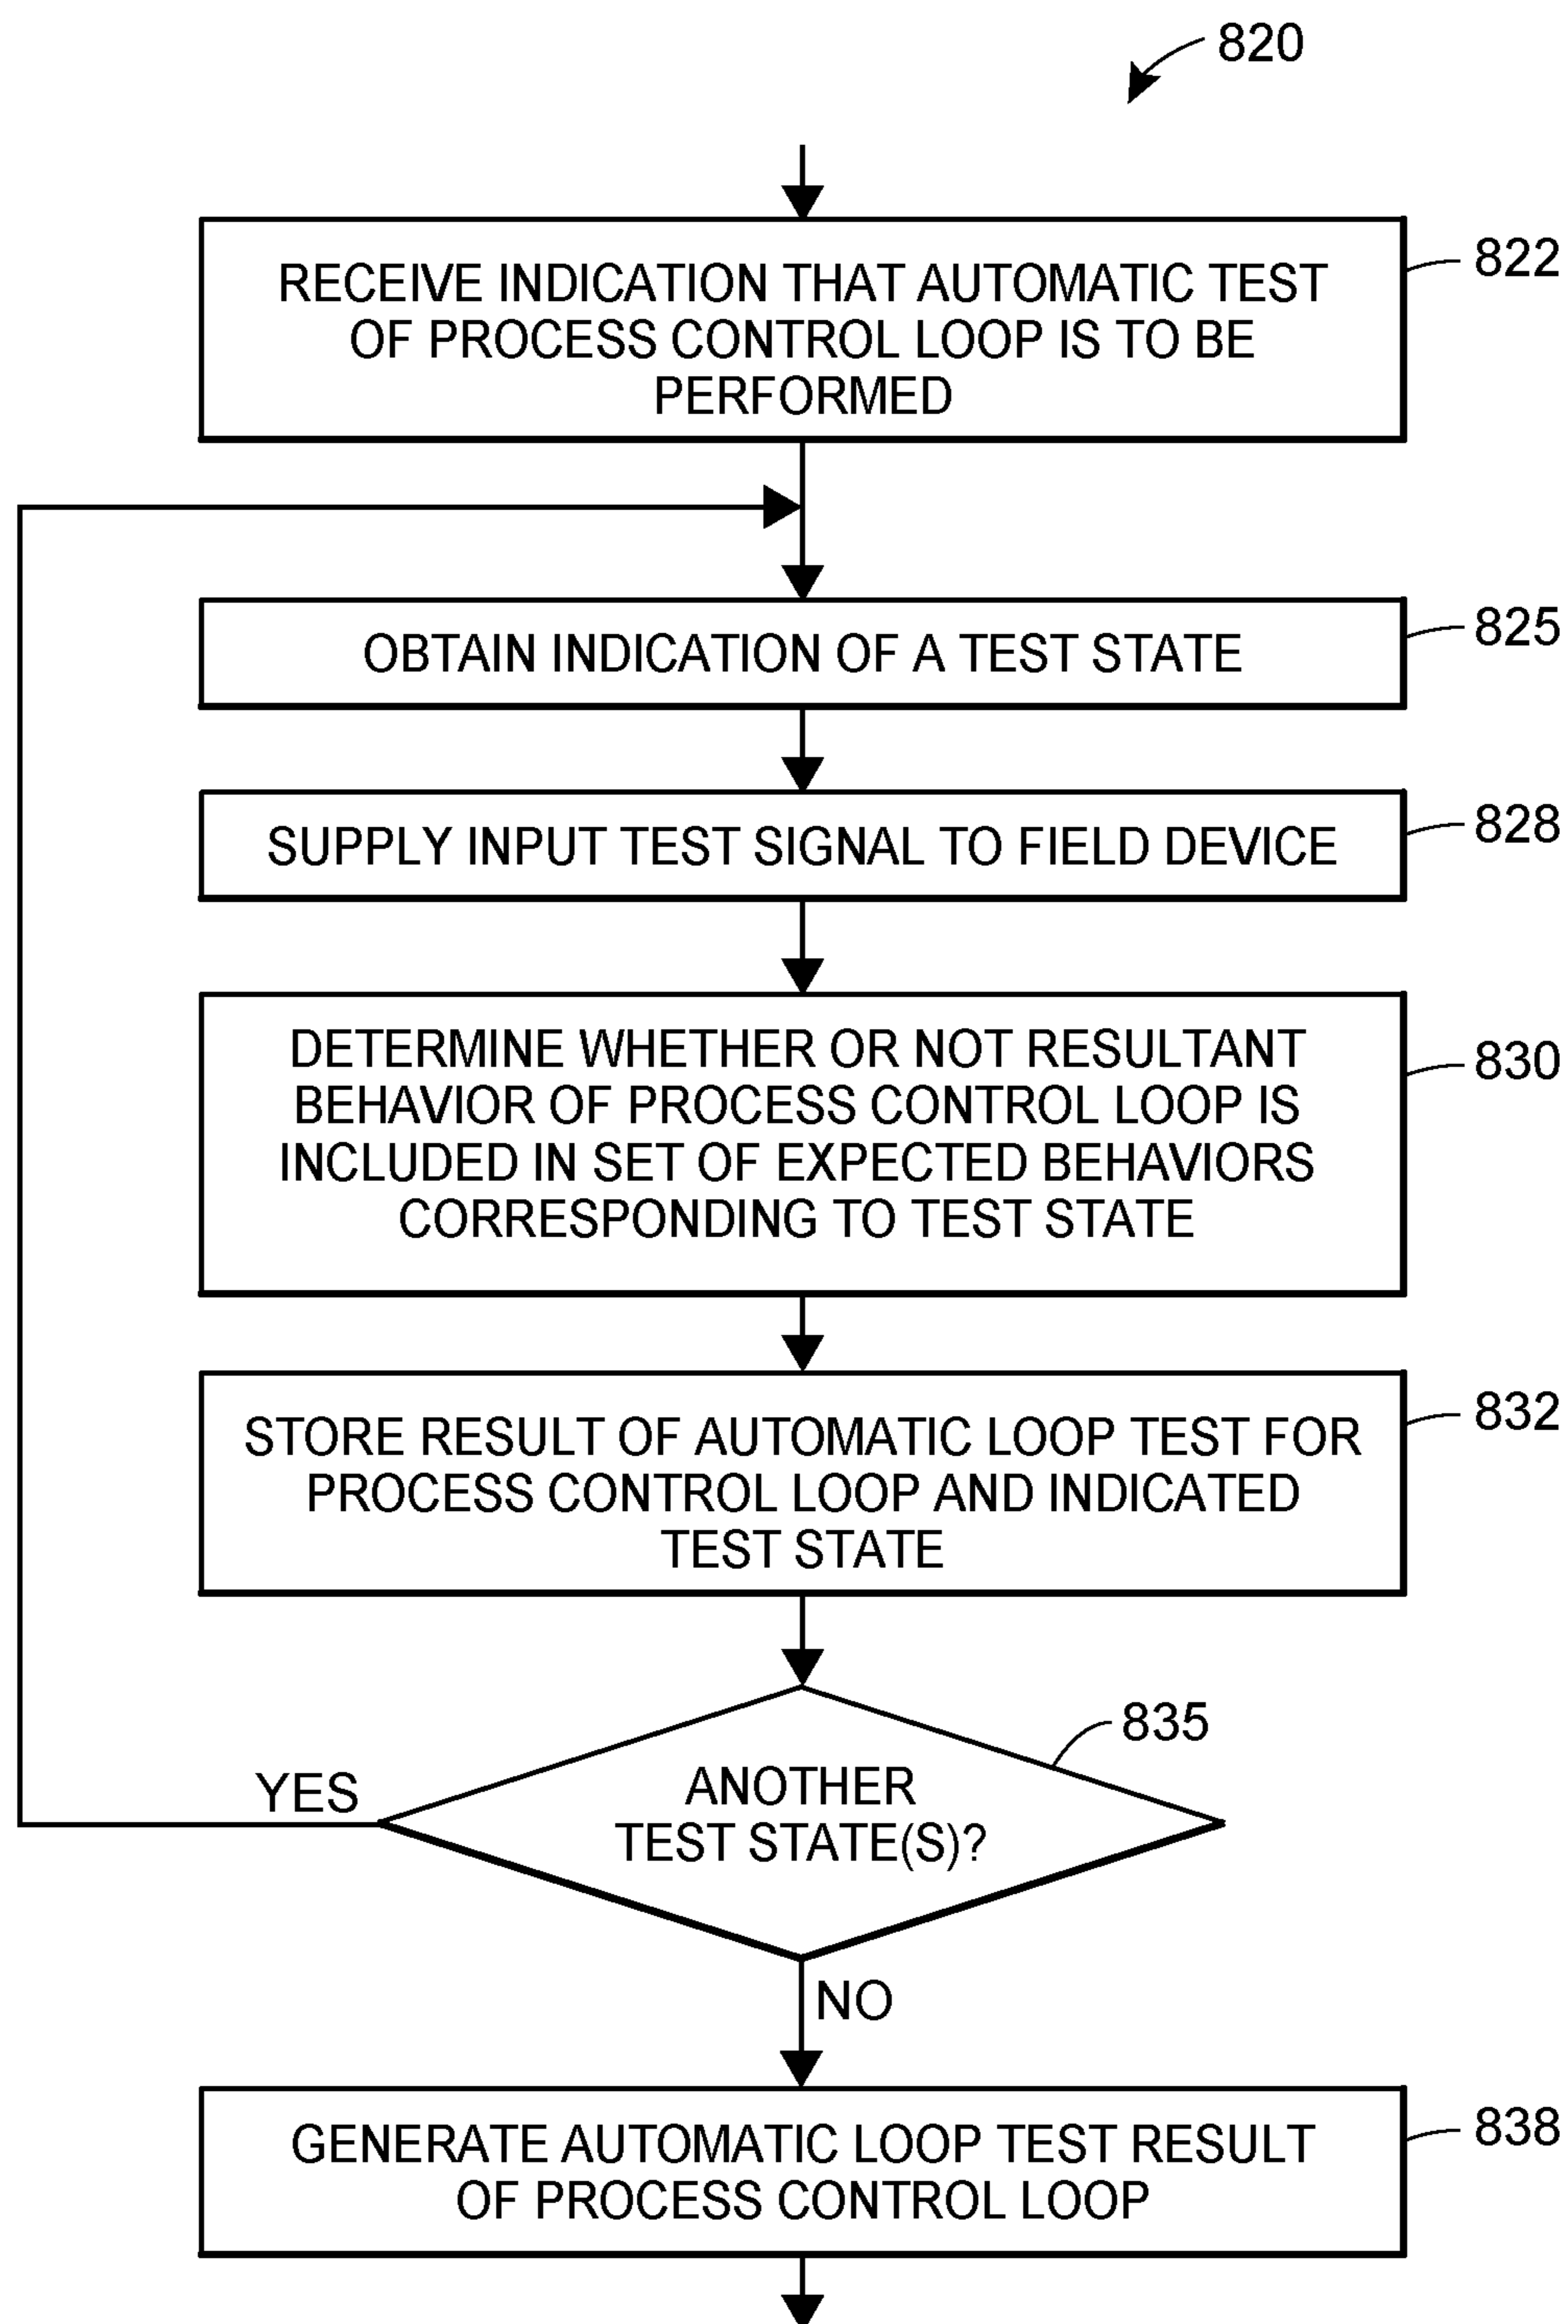 820
RECEIVE INDICATION THAT AUTOMATIC TEST
OF PROCESS CONTROL LOOP IS TO BE
PERFORMED
822
OBTAIN INDICATION OF A TEST STATE
825
SUPPLY INPUT TEST SIGNAL TO FIELD DEVICE
828
DETERMINE WHETHER OR NOT RESULTANT
BEHAVIOR OF PROCESS CONTROL LOOP IS
INCLUDED IN SET OF EXPECTED BEHAVIORS
CORRESPONDING TO TEST STATE
830
STORE RESULT OF AUTOMATIC LOOP TEST FOR
PROCESS CONTROL LOOP AND INDICATED
TEST STATE
832
ANOTHER
TEST STATE(S)?
835
YES
NO
GENERATE AUTOMATIC LOOP TEST RESULT
OF PROCESS CONTROL LOOP
838